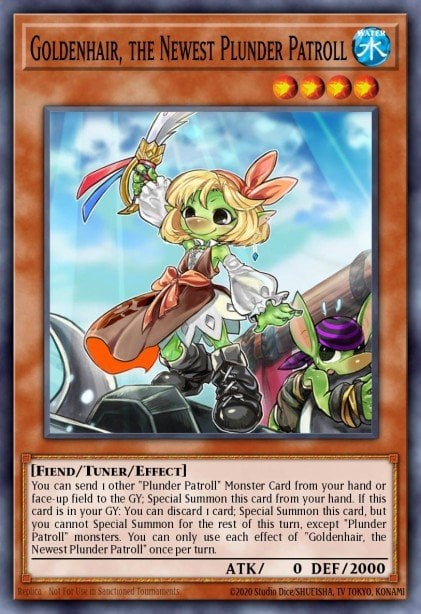 GOLDENHAIR, THE NEWEST PLUNDER PATROLL
WATER
水
[FIEND/TUNER/EFFECT]
You can send 1 other "Plunder Patroll" Monster Card from your hand or
face-up field to the GY; Special Summon this card from your hand. If this
card is in your GY: You can discard 1 card; Special Summon this card, but
you cannot Special Summon for the rest of this turn, except "Plunder
Patroll" monsters. You can only use each effect of "Goldenhair, the
Newest Plunder Patroll" once per turn.
ATK/ 0 DEF/2000
Replica - Not For Use in Sanctioned Tournaments
©2020 Studio Dice/SHUEISHA, TV TOKYO, KONAMI